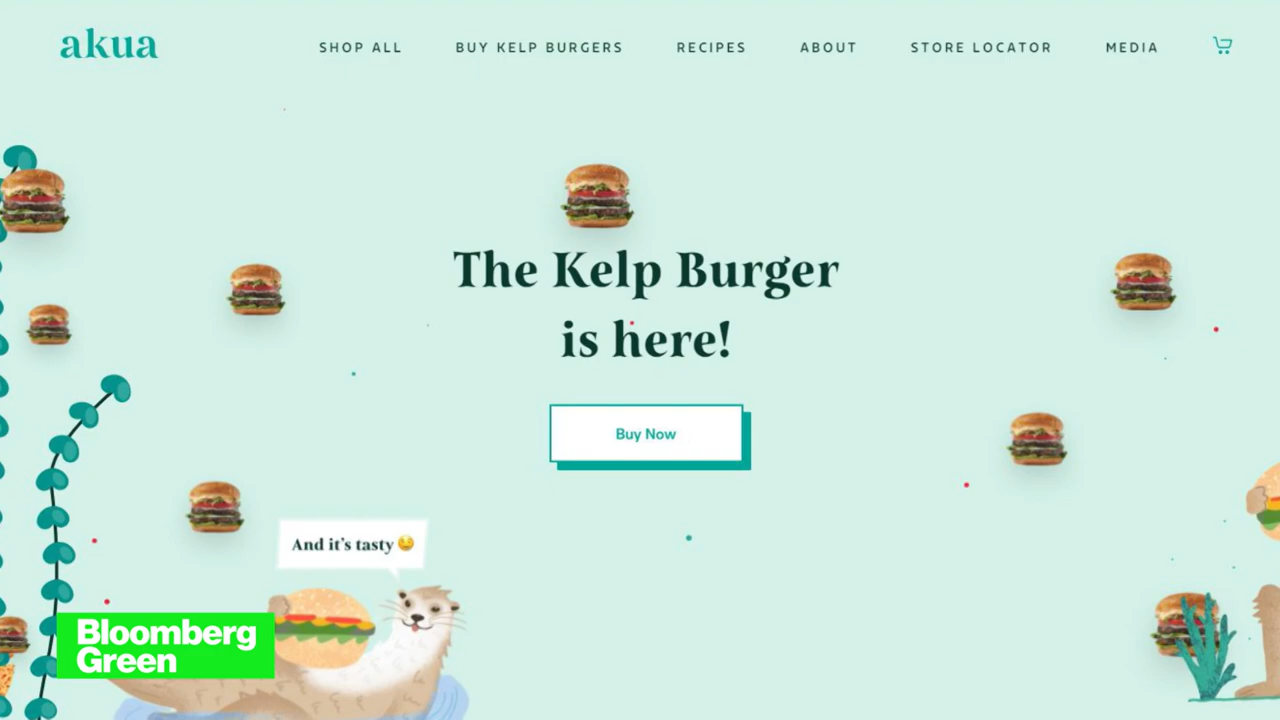 akua
SHOP ALL
BUY KELP BURGERS
RECIPES
ABOUT
STORE LOCATOR
MEDIA
The Kelp Burger
is here!
Buy Now
And it's tasty 😉
Bloomberg
Green